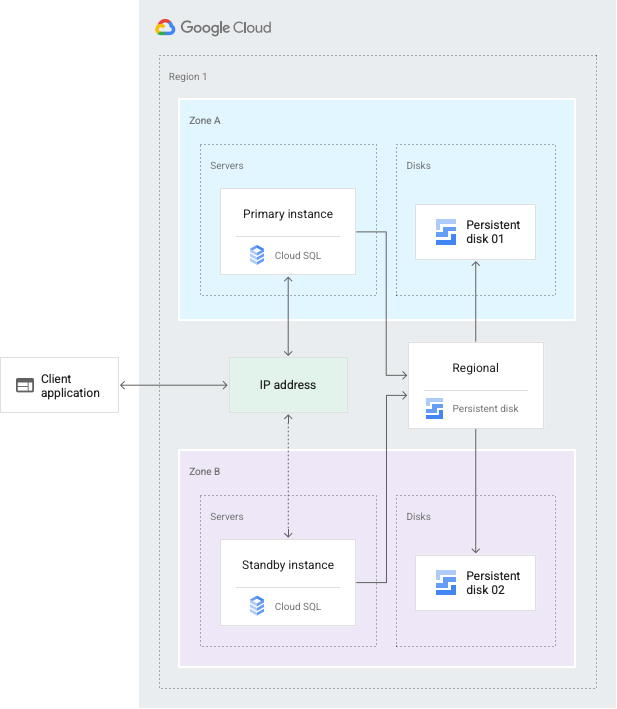 Google Cloud
Region 1
Zone A
Servers
Disks
Primary instance
Cloud SQL
Persistent
disk 01
Client
application
IP address
Regional
Persistent disk
Zone B
Servers
Disks
Standby instance
Cloud SQL
Persistent
disk 02